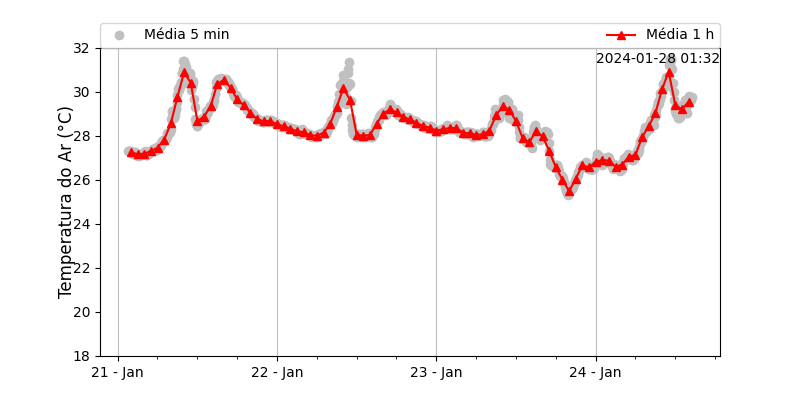 Média 5 min
Média 1 h
2024-01-28 01:32
Temperatura do Ar (°C)
32
30
28
26
24
22
20
18
21 - Jan
22 - Jan
23 - Jan
24 - Jan